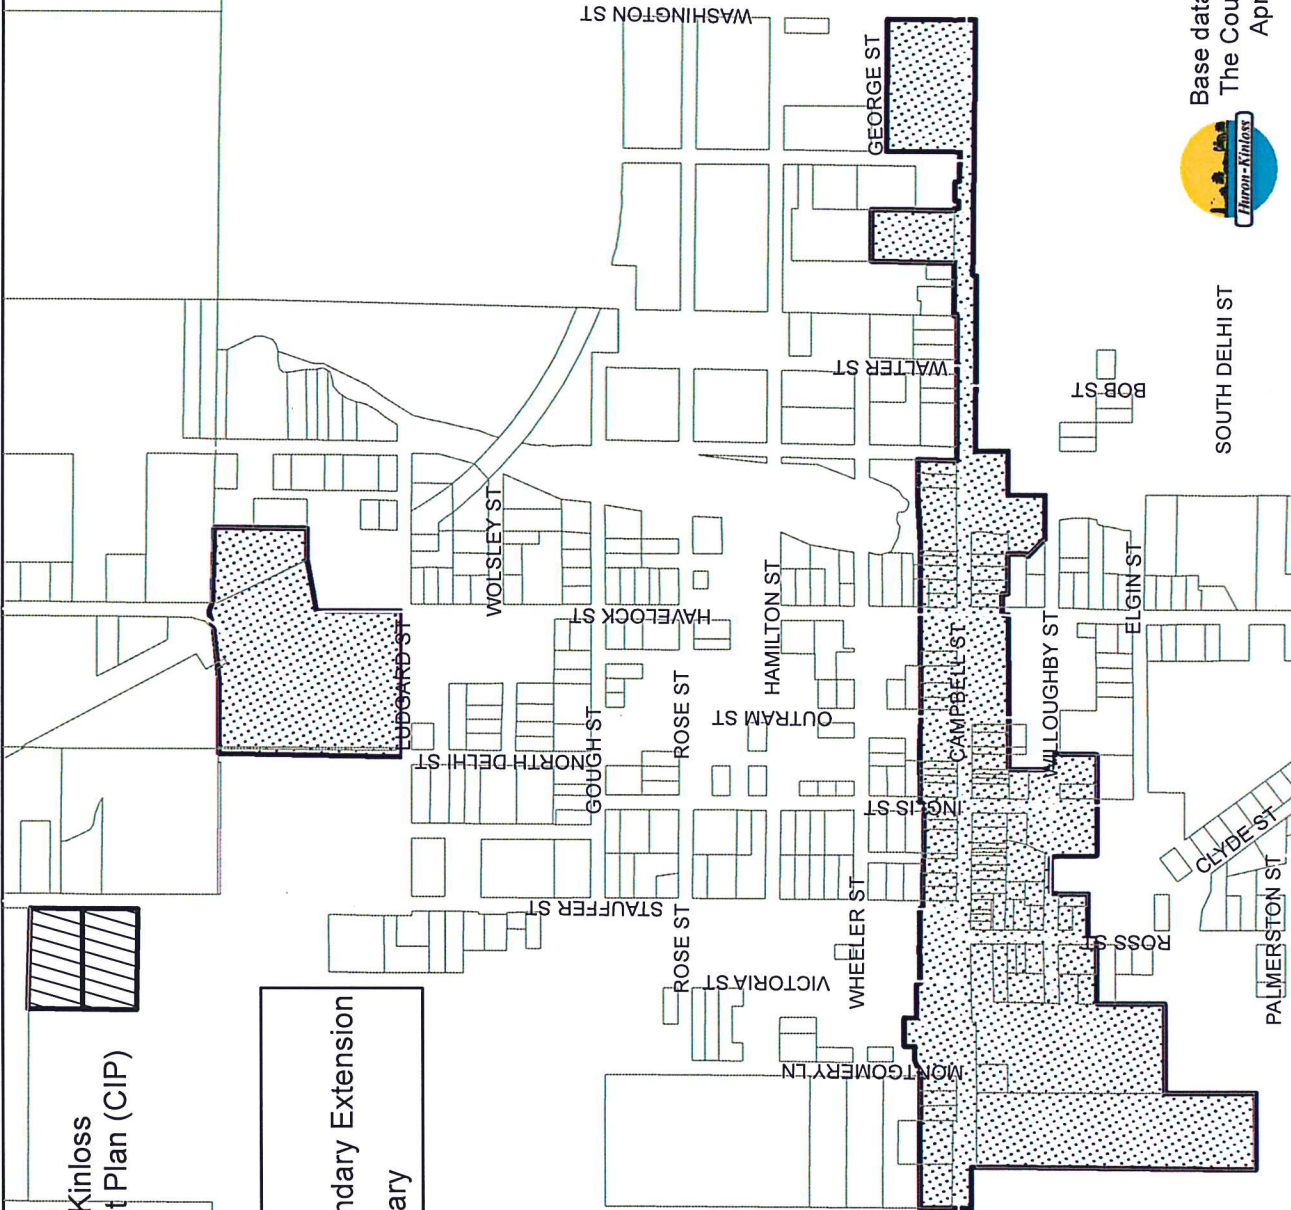 Kinloss
t Plan (CIP)
ndary Extension
ary
WASHINGTON ST
GEORGE ST
Base data
The Cou
Apr
Huron-Kinloss
WALTER ST
BOB ST
SOUTH DELHI ST
WOLSLEY ST
HAVELOCK ST
HAMILTON ST
ELGIN ST
LUDGARD ST
ROSE ST
OUTRAM ST
CAMPBELL ST
WILLOUGHBY ST
NORTH DELHI ST
GOUGH ST
INGLIS ST
CLYDE ST
STAUFFER ST
ROSE ST
VICTORIA ST
WHEELER ST
ROSS ST
PALMERSTON ST
MONTGOMERY LN